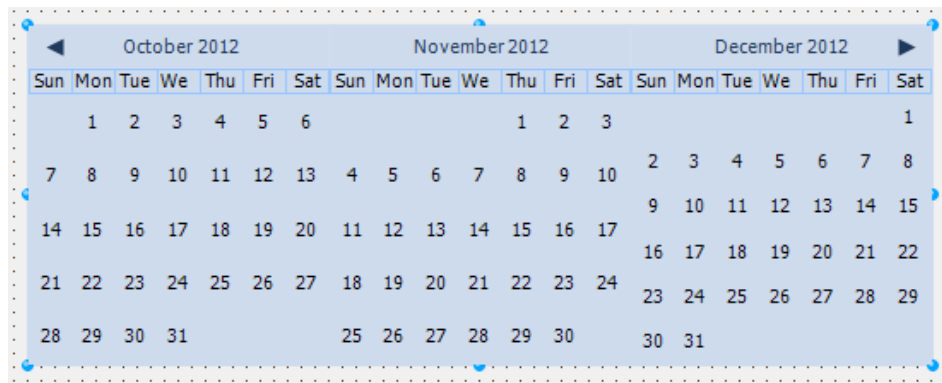 October 2012 November 2012 December 2012
Sun Mon Tue We Thu Fri Sat Sun Mon Tue We Thu Fri Sat Sun Mon Tue We Thu Fri Sat
1 2 3 4 5 6 1 2 3 1
7 8 9 10 11 12 13 4 5 6 7 8 9 10 2 3 4 5 6 7 8
14 15 16 17 18 19 20 11 12 13 14 15 16 17 9 10 11 12 13 14 15
21 22 23 24 25 26 27 18 19 20 21 22 23 24 16 17 18 19 20 21 22
28 29 30 31 25 26 27 28 29 30 23 24 25 26 27 28 29
30 31